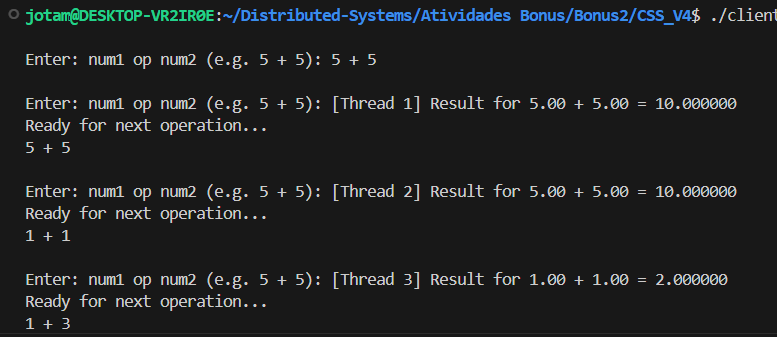 jotam@DESKTOP-VR2IR0E:~/Distributed-Systems/Atividades Bonus/Bonus2/CSS_V4$ ./client
Enter: num1 op num2 (e.g. 5 + 5): 5 + 5
Enter: num1 op num2 (e.g. 5 + 5): [Thread 1] Result for 5.00 + 5.00 = 10.000000
Ready for next operation...
5 + 5
Enter: num1 op num2 (e.g. 5 + 5): [Thread 2] Result for 5.00 + 5.00 = 10.000000
Ready for next operation...
1 + 1
Enter: num1 op num2 (e.g. 5 + 5): [Thread 3] Result for 1.00 + 1.00 = 2.000000
Ready for next operation...
1 + 3